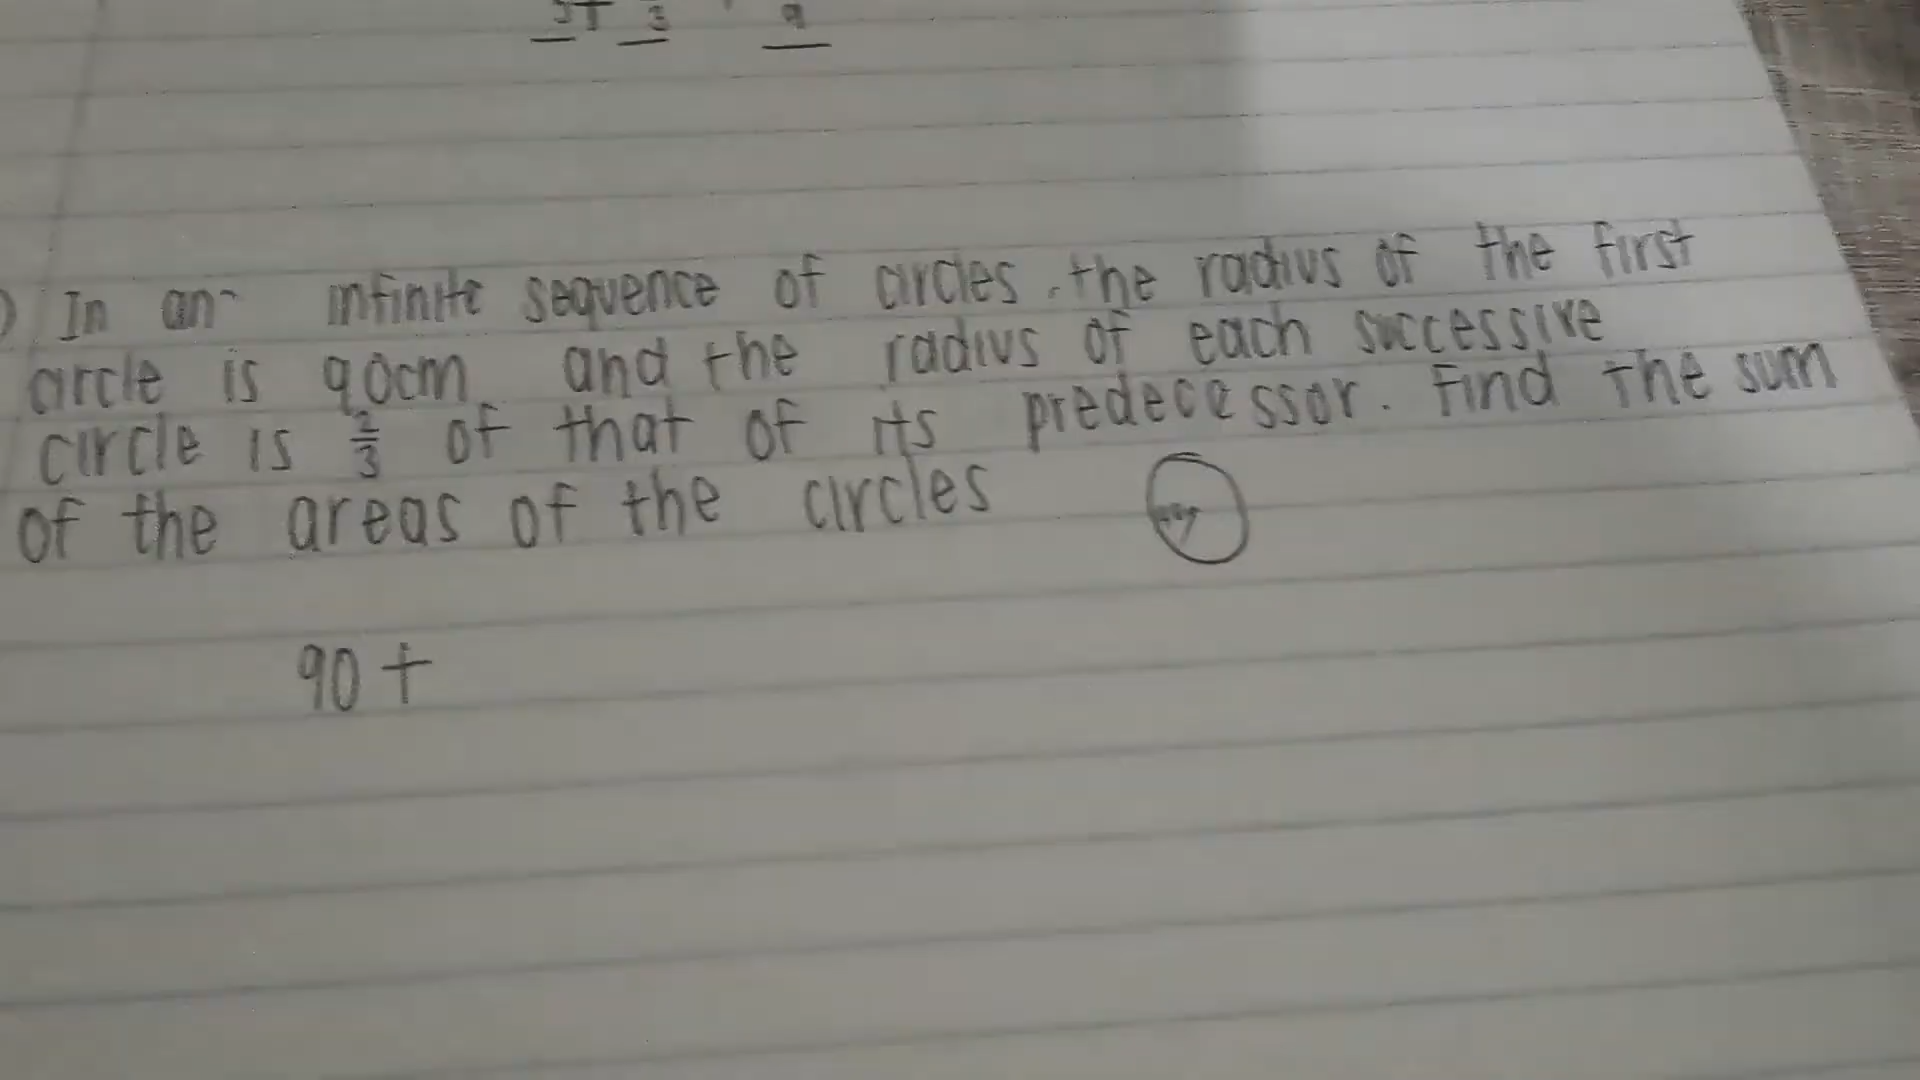 3 9
) In an infinite sequence of circles, the radius of the first
circle is 90cm and the radius of each successive
circle is 2/3 of that of its predecessor. Find the sum
of the areas of the circles
90 +